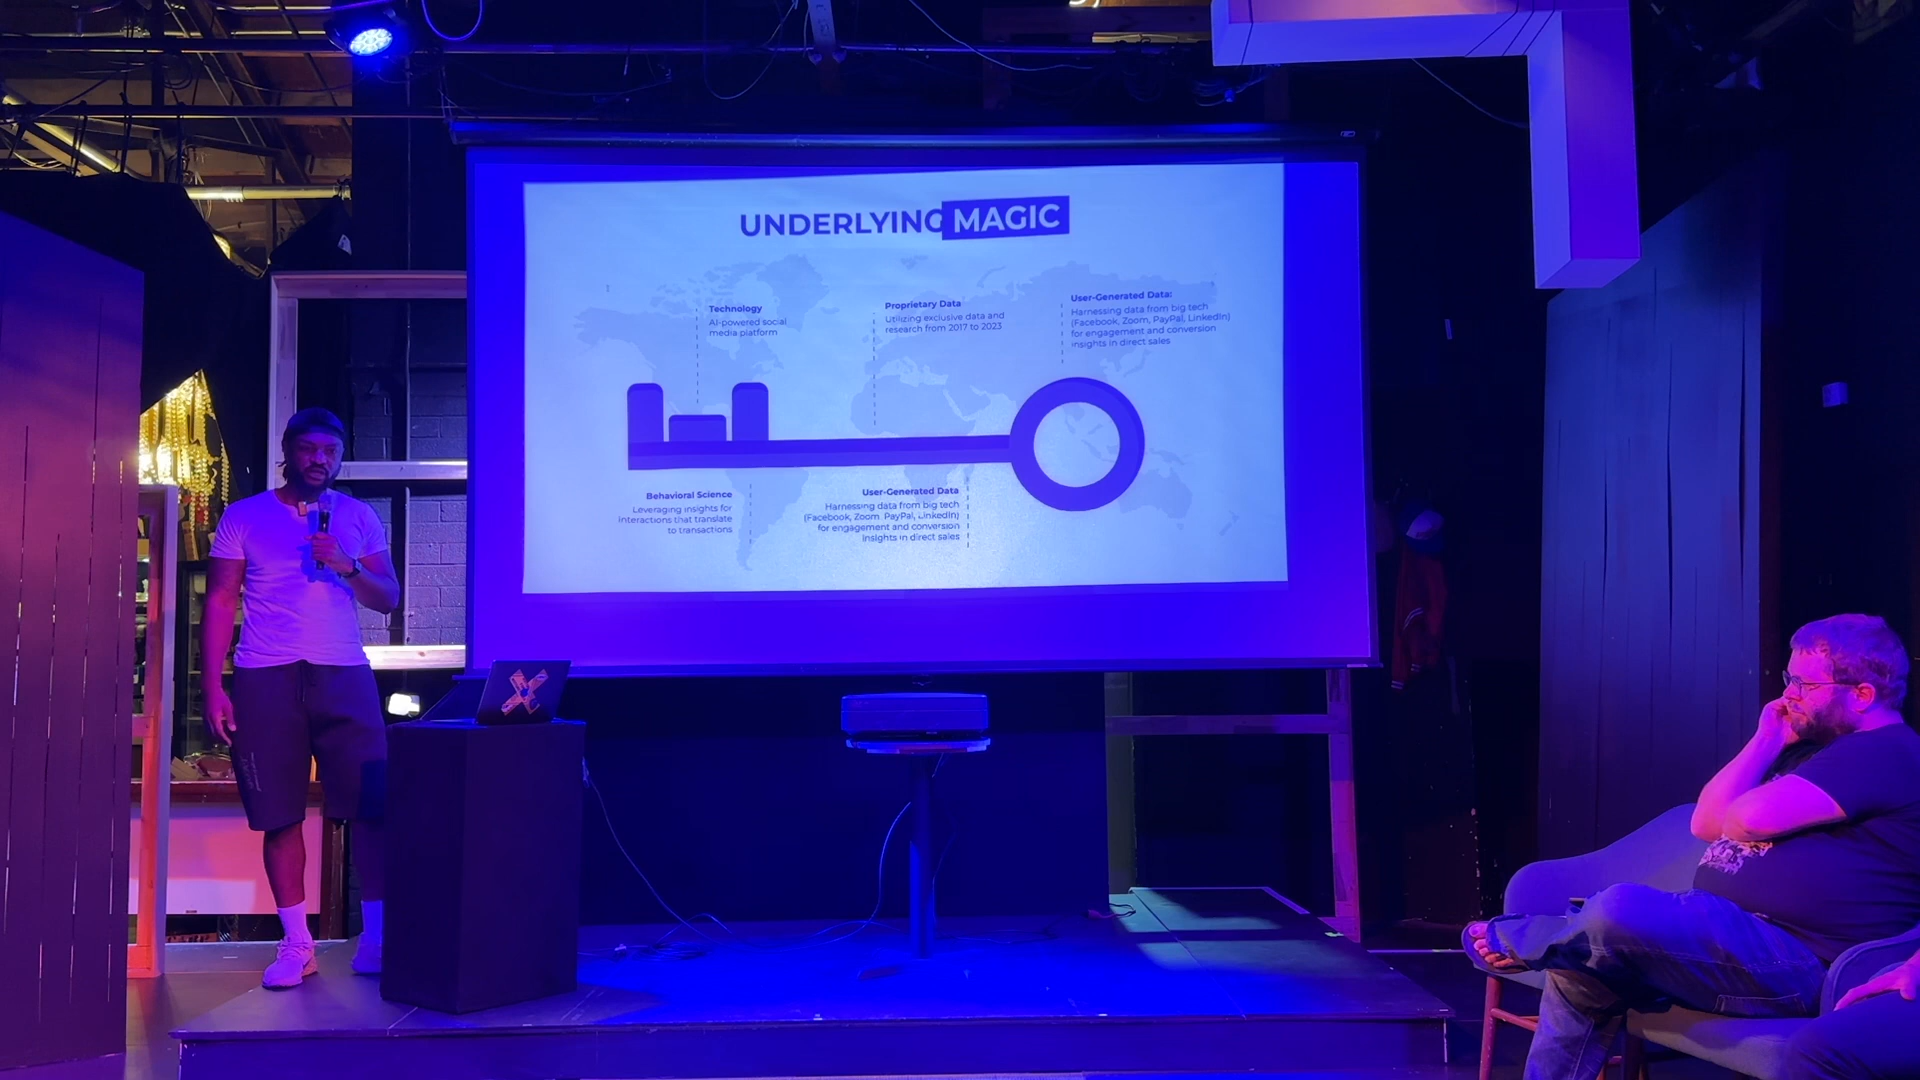 UNDERLYING MAGIC
Technology
AI-powered social
media platform
Proprietary Data
Utilizing exclusive data and
research from 2017 to 2023
User-Generated Data:
Harnessing data from big tech
(Facebook, Zoom, PayPal, LinkedIn)
for engagement and conversion
insights in direct sales
Behavioral Science
Leveraging insights for
interactions that translate
to transactions
User-Generated Data
Harnessing data from big tech
(Facebook, Zoom, PayPal, LinkedIn)
for engagement and conversion
insights in direct sales